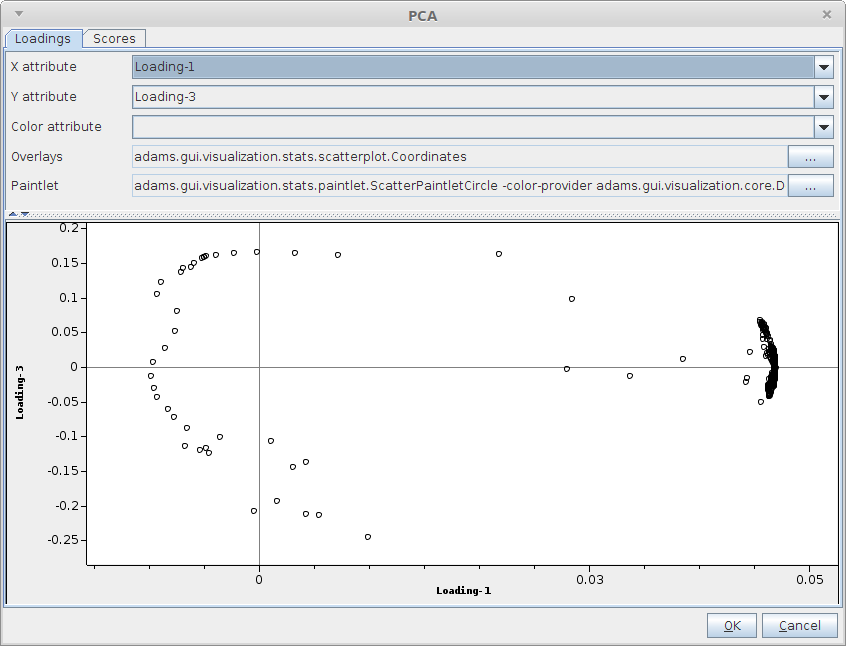 PCA
Loadings Scores
X attribute Loading-1
Y attribute Loading-3
Color attribute
Overlays adams.gui.visualization.stats.scatterplot.Coordinates ...
Paintlet adams.gui.visualization.stats.paintlet.ScatterPaintletCircle -color-provider adams.gui.visualization.core.D ...
0.2
0.15
0.1
0.05
0
-0.05
-0.1
-0.15
-0.2
-0.25
Loading-3
0 0.03 0.05
Loading-1
OK Cancel